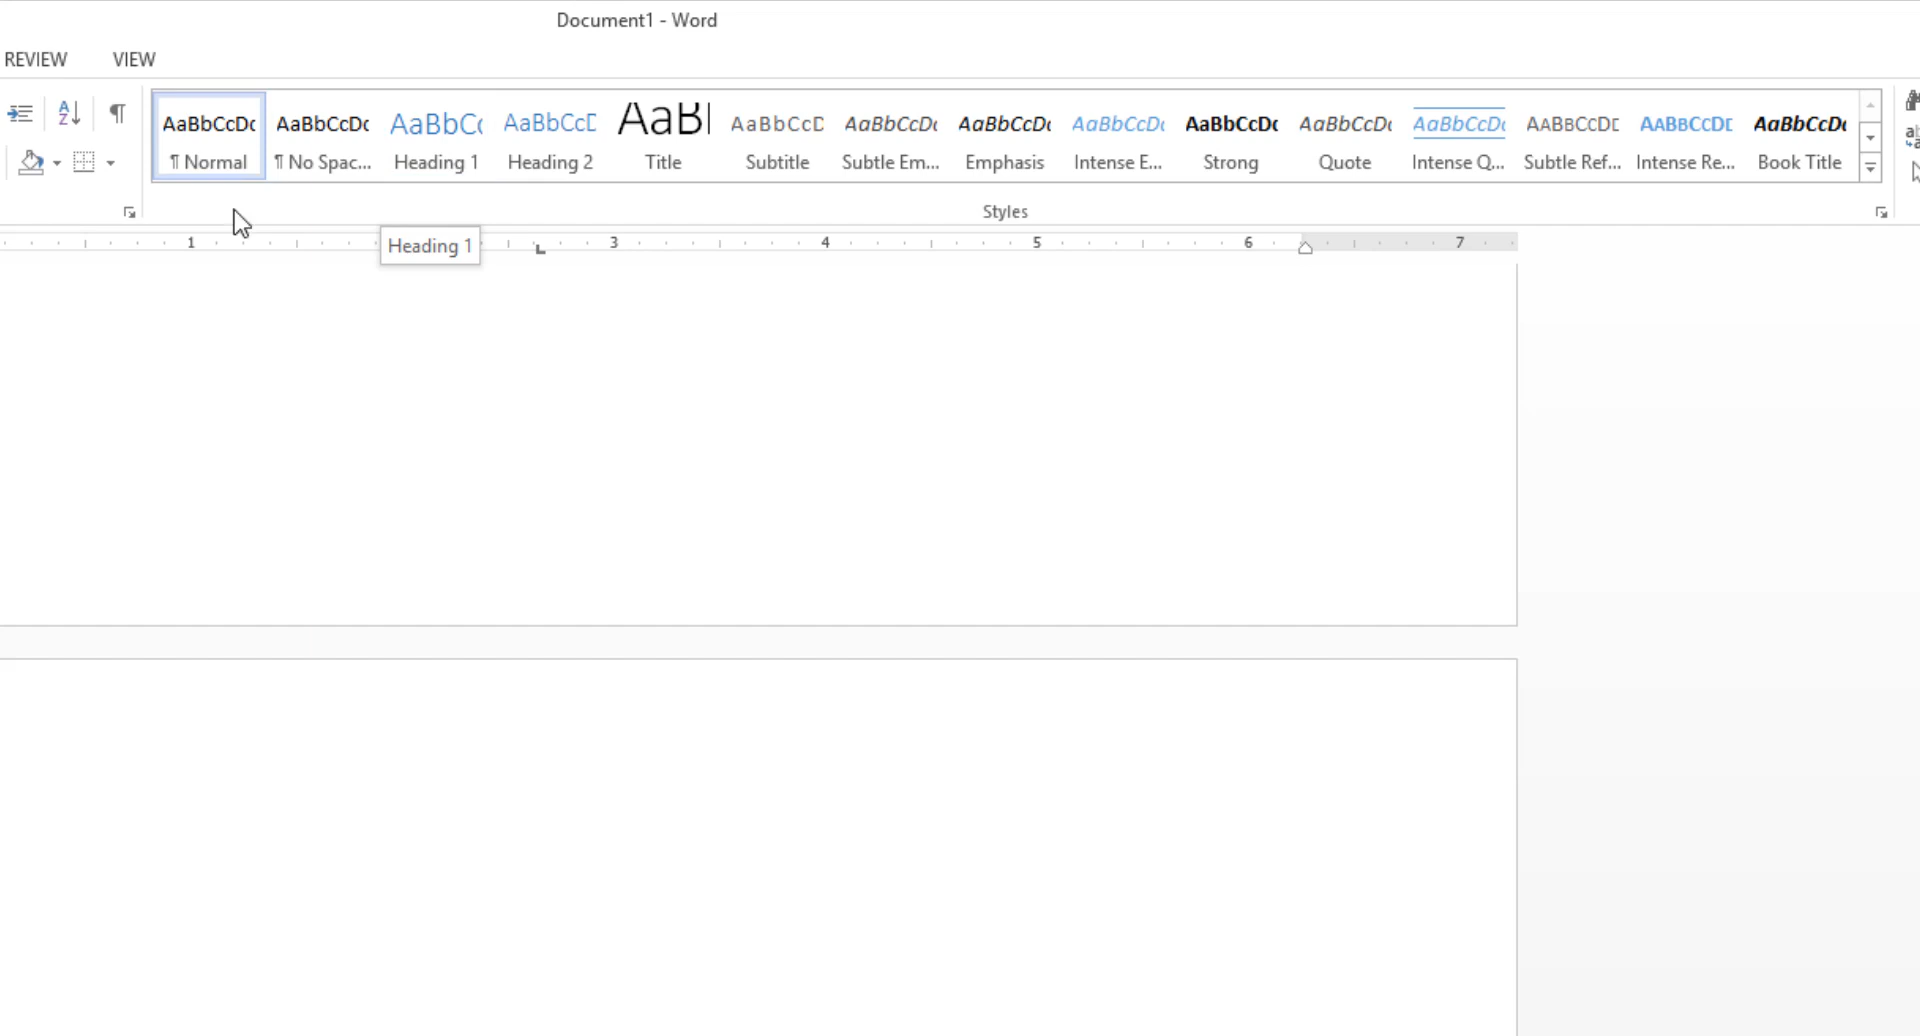 Document1 - Word
REVIEW VIEW
AaBbCcDc AaBbCcDc AaBbCc AaBbCcD AaB AaBbCcD AaBbCcDc AaBbCcDc AaBbCcDc AaBbCcDc AaBbCcDc AaBbCcDc AABBCCDD AABBCCDD AaBbCcDc
¶ Normal ¶ No Spac... Heading 1 Heading 2 Title Subtitle Subtle Em... Emphasis Intense E... Strong Quote Intense Q... Subtle Ref... Intense Re... Book Title
Styles
1 3 4 5 6 7
Heading 1